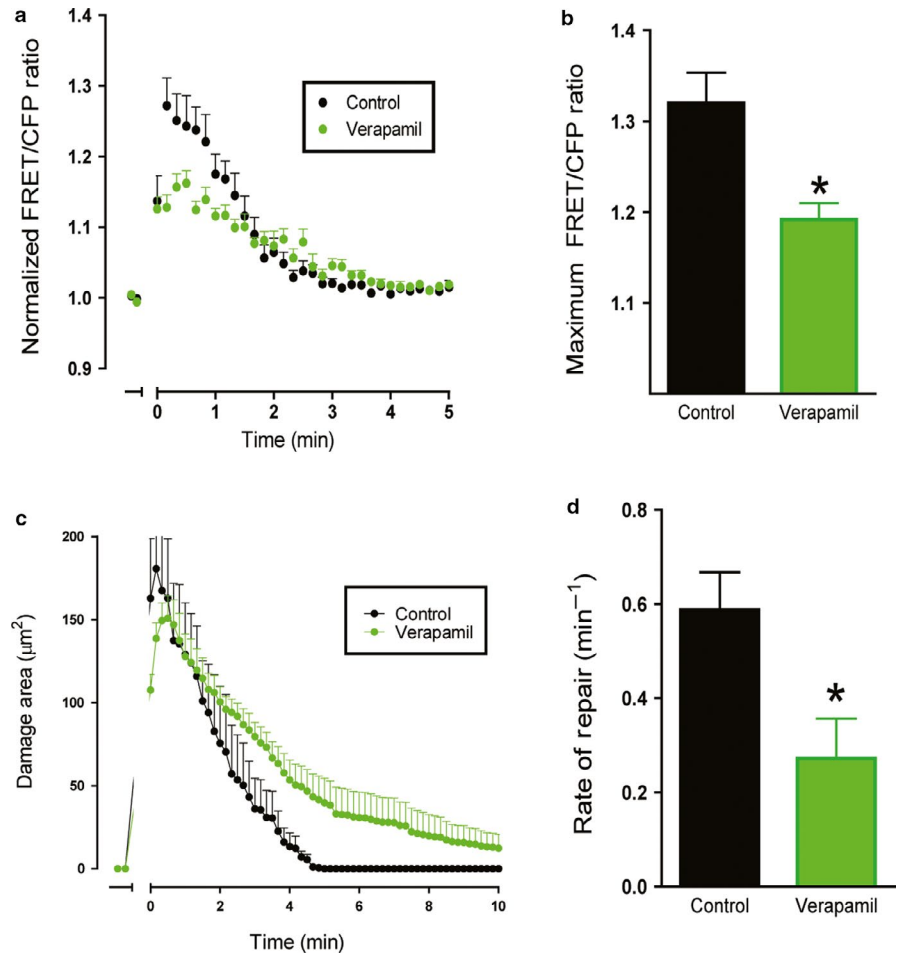 a
Normalized FRET/CFP ratio
1.4
1.3
1.2
1.1
1.0
0.9
Control
Verapamil
0 1 2 3 4 5
Time (min)
b
Maximum FRET/CFP ratio
1.4
1.3
1.2
1.1
*
Control Verapamil
c
Damage area (μm²)
200
150
100
50
0
Control
Verapamil
0 2 4 6 8 10
Time (min)
d
Rate of repair (min⁻¹)
0.8
0.6
0.4
0.2
0.0
*
Control Verapamil